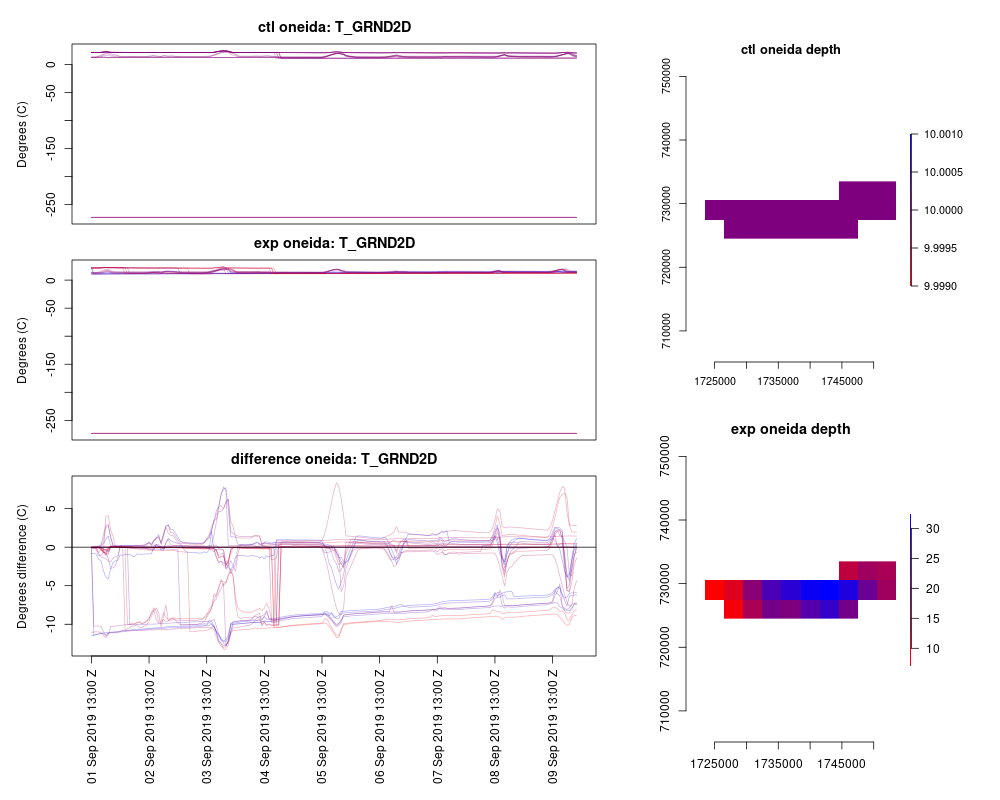 ctl oneida: T_GRND2D
Degrees (C)
0
-50
-150
-250
exp oneida: T_GRND2D
Degrees (C)
0
-50
-150
-250
difference oneida: T_GRND2D
Degrees difference (C)
5
0
-5
-10
01 Sep 2019 13:00 Z
02 Sep 2019 13:00 Z
03 Sep 2019 13:00 Z
04 Sep 2019 13:00 Z
05 Sep 2019 13:00 Z
06 Sep 2019 13:00 Z
07 Sep 2019 13:00 Z
08 Sep 2019 13:00 Z
09 Sep 2019 13:00 Z
ctl oneida depth
750000
740000
730000
720000
710000
1725000 1735000 1745000
10.0010
10.0005
10.0000
9.9995
9.9990
exp oneida depth
750000
740000
730000
720000
710000
1725000 1735000 1745000
30
25
20
15
10